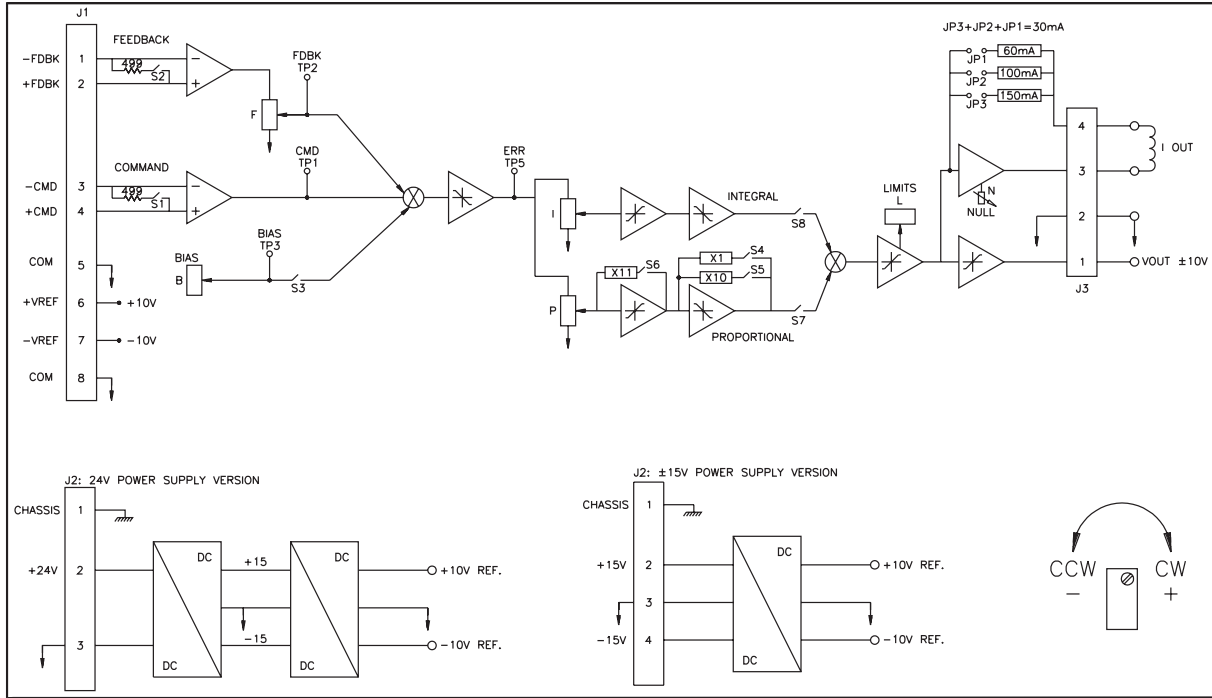 J1
JP3+JP2+JP1=30mA
FEEDBACK
-FDBK 1
499
S2
+FDBK 2
FDBK
TP2
F
JP1 60mA
JP2 100mA
JP3 150mA
COMMAND
-CMD 3
499
S1
+CMD 4
CMD
TP1
ERR
TP5
I
INTEGRAL
S8
LIMITS
L
N
NULL
4
3
I OUT
2
1
VOUT ±10V
J3
BIAS
TP3
BIAS
B
S3
COM 5
+VREF 6 +10V
-VREF 7 -10V
COM 8
P
X11 S6
X1 S4
X10 S5
S7
PROPORTIONAL
J2: 24V POWER SUPPLY VERSION
CHASSIS 1
+24V 2
3
DC
DC
+15
-15
DC
DC
+10V REF.
-10V REF.
J2: ±15V POWER SUPPLY VERSION
CHASSIS 1
+15V 2
3
-15V 4
DC
DC
+10V REF.
-10V REF.
CCW CW
- +